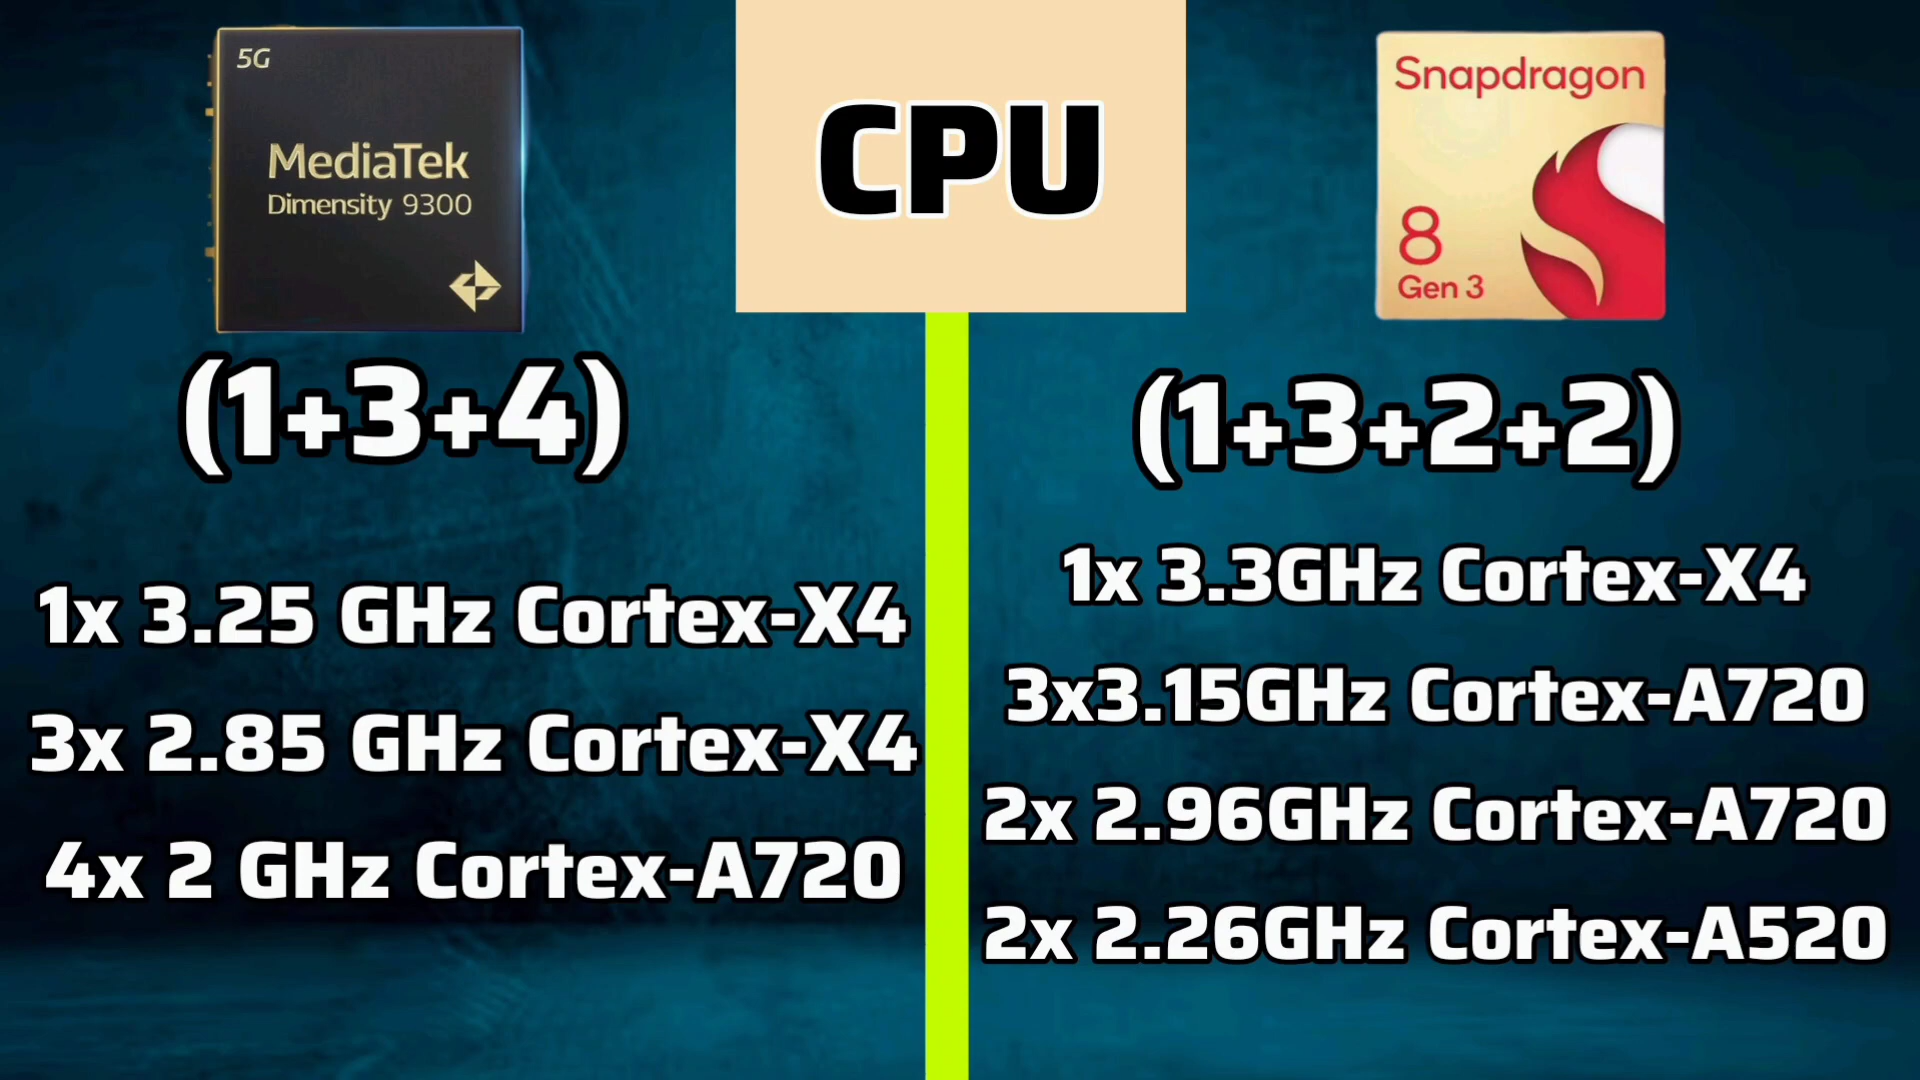 5G
MediaTek
Dimensity 9300
CPU
Snapdragon
8
Gen 3
(1+3+4)
1x 3.25 GHz Cortex-X4
3x 2.85 GHz Cortex-X4
4x 2 GHz Cortex-A720
(1+3+2+2)
1x 3.3GHz Cortex-X4
3x3.15GHz Cortex-A720
2x 2.96GHz Cortex-A720
2x 2.26GHz Cortex-A520